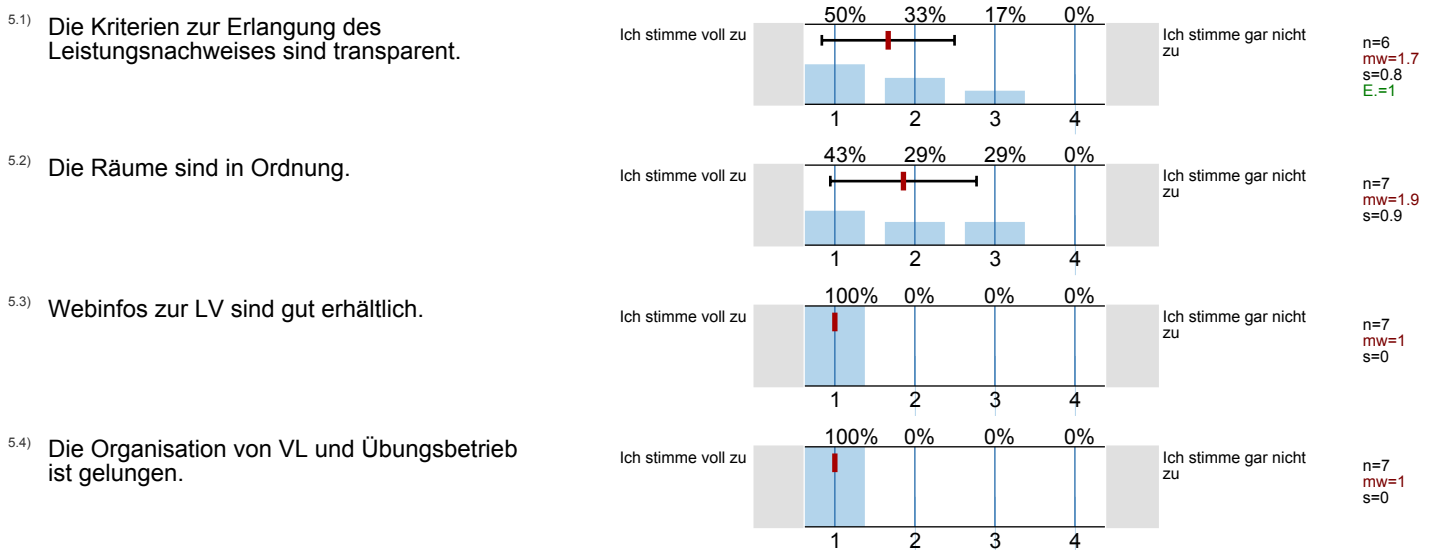 5.1) Die Kriterien zur Erlangung des
Leistungsnachweises sind transparent.
Ich stimme voll zu
50% 33% 17% 0%
1 2 3 4
Ich stimme gar nicht
zu
n=6
mw=1.7
s=0.8
E.=1
5.2) Die Räume sind in Ordnung.
Ich stimme voll zu
43% 29% 29% 0%
1 2 3 4
Ich stimme gar nicht
zu
n=7
mw=1.9
s=0.9
5.3) Webinfos zur LV sind gut erhältlich.
Ich stimme voll zu
100% 0% 0% 0%
1 2 3 4
Ich stimme gar nicht
zu
n=7
mw=1
s=0
5.4) Die Organisation von VL und Übungsbetrieb
ist gelungen.
Ich stimme voll zu
100% 0% 0% 0%
1 2 3 4
Ich stimme gar nicht
zu
n=7
mw=1
s=0